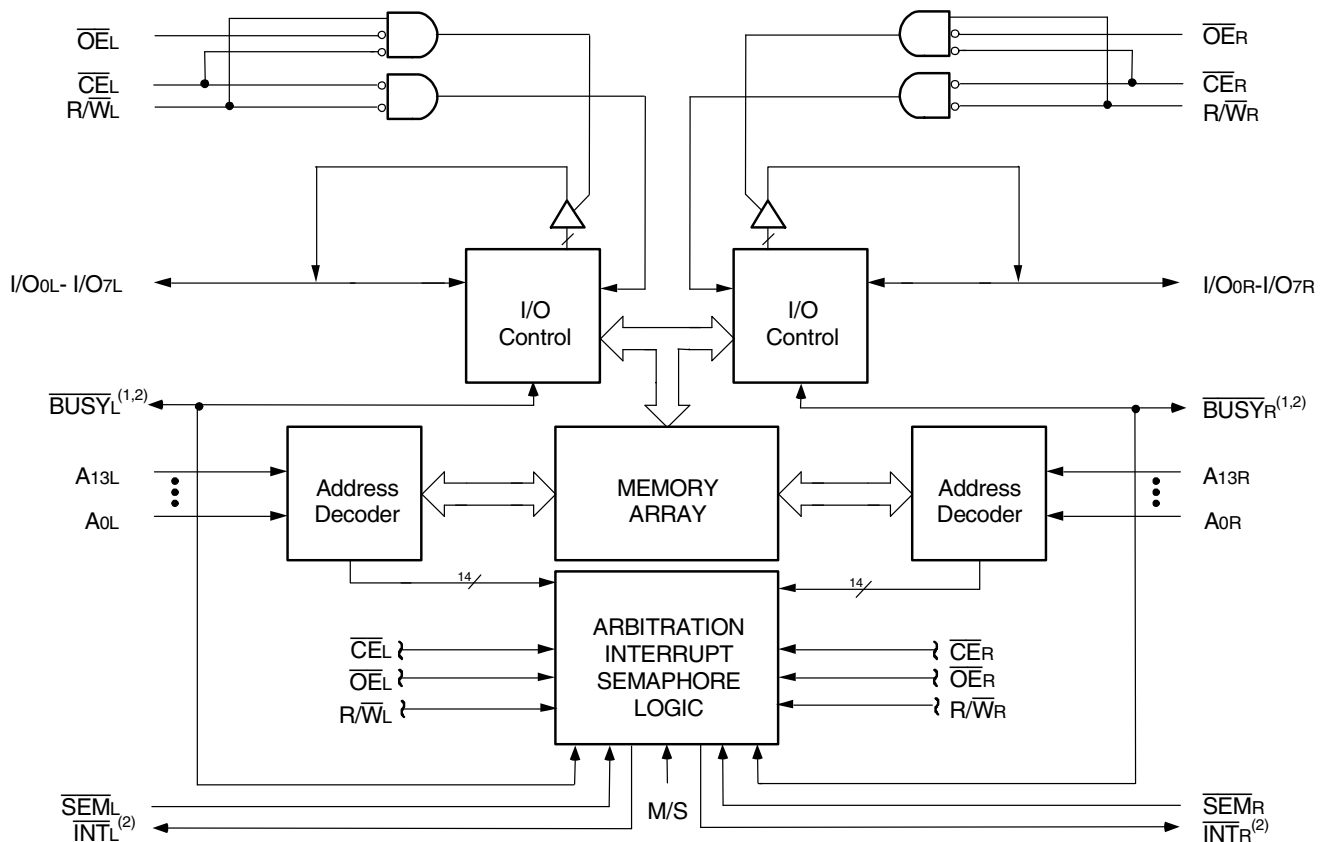 OEL
OER
CEL
CER
R/WL
R/WR
I/O0L- I/O7L
I/O Control
I/O Control
I/O0R-I/O7R
BUSYL(1,2)
BUSYR(1,2)
A13L
A0L
Address Decoder
MEMORY ARRAY
Address Decoder
A13R
A0R
14
14
CEL
OEL
R/WL
ARBITRATION
INTERRUPT
SEMAPHORE
LOGIC
CER
OER
R/WR
SEML
INTL(2)
M/S
SEMR
INTR(2)